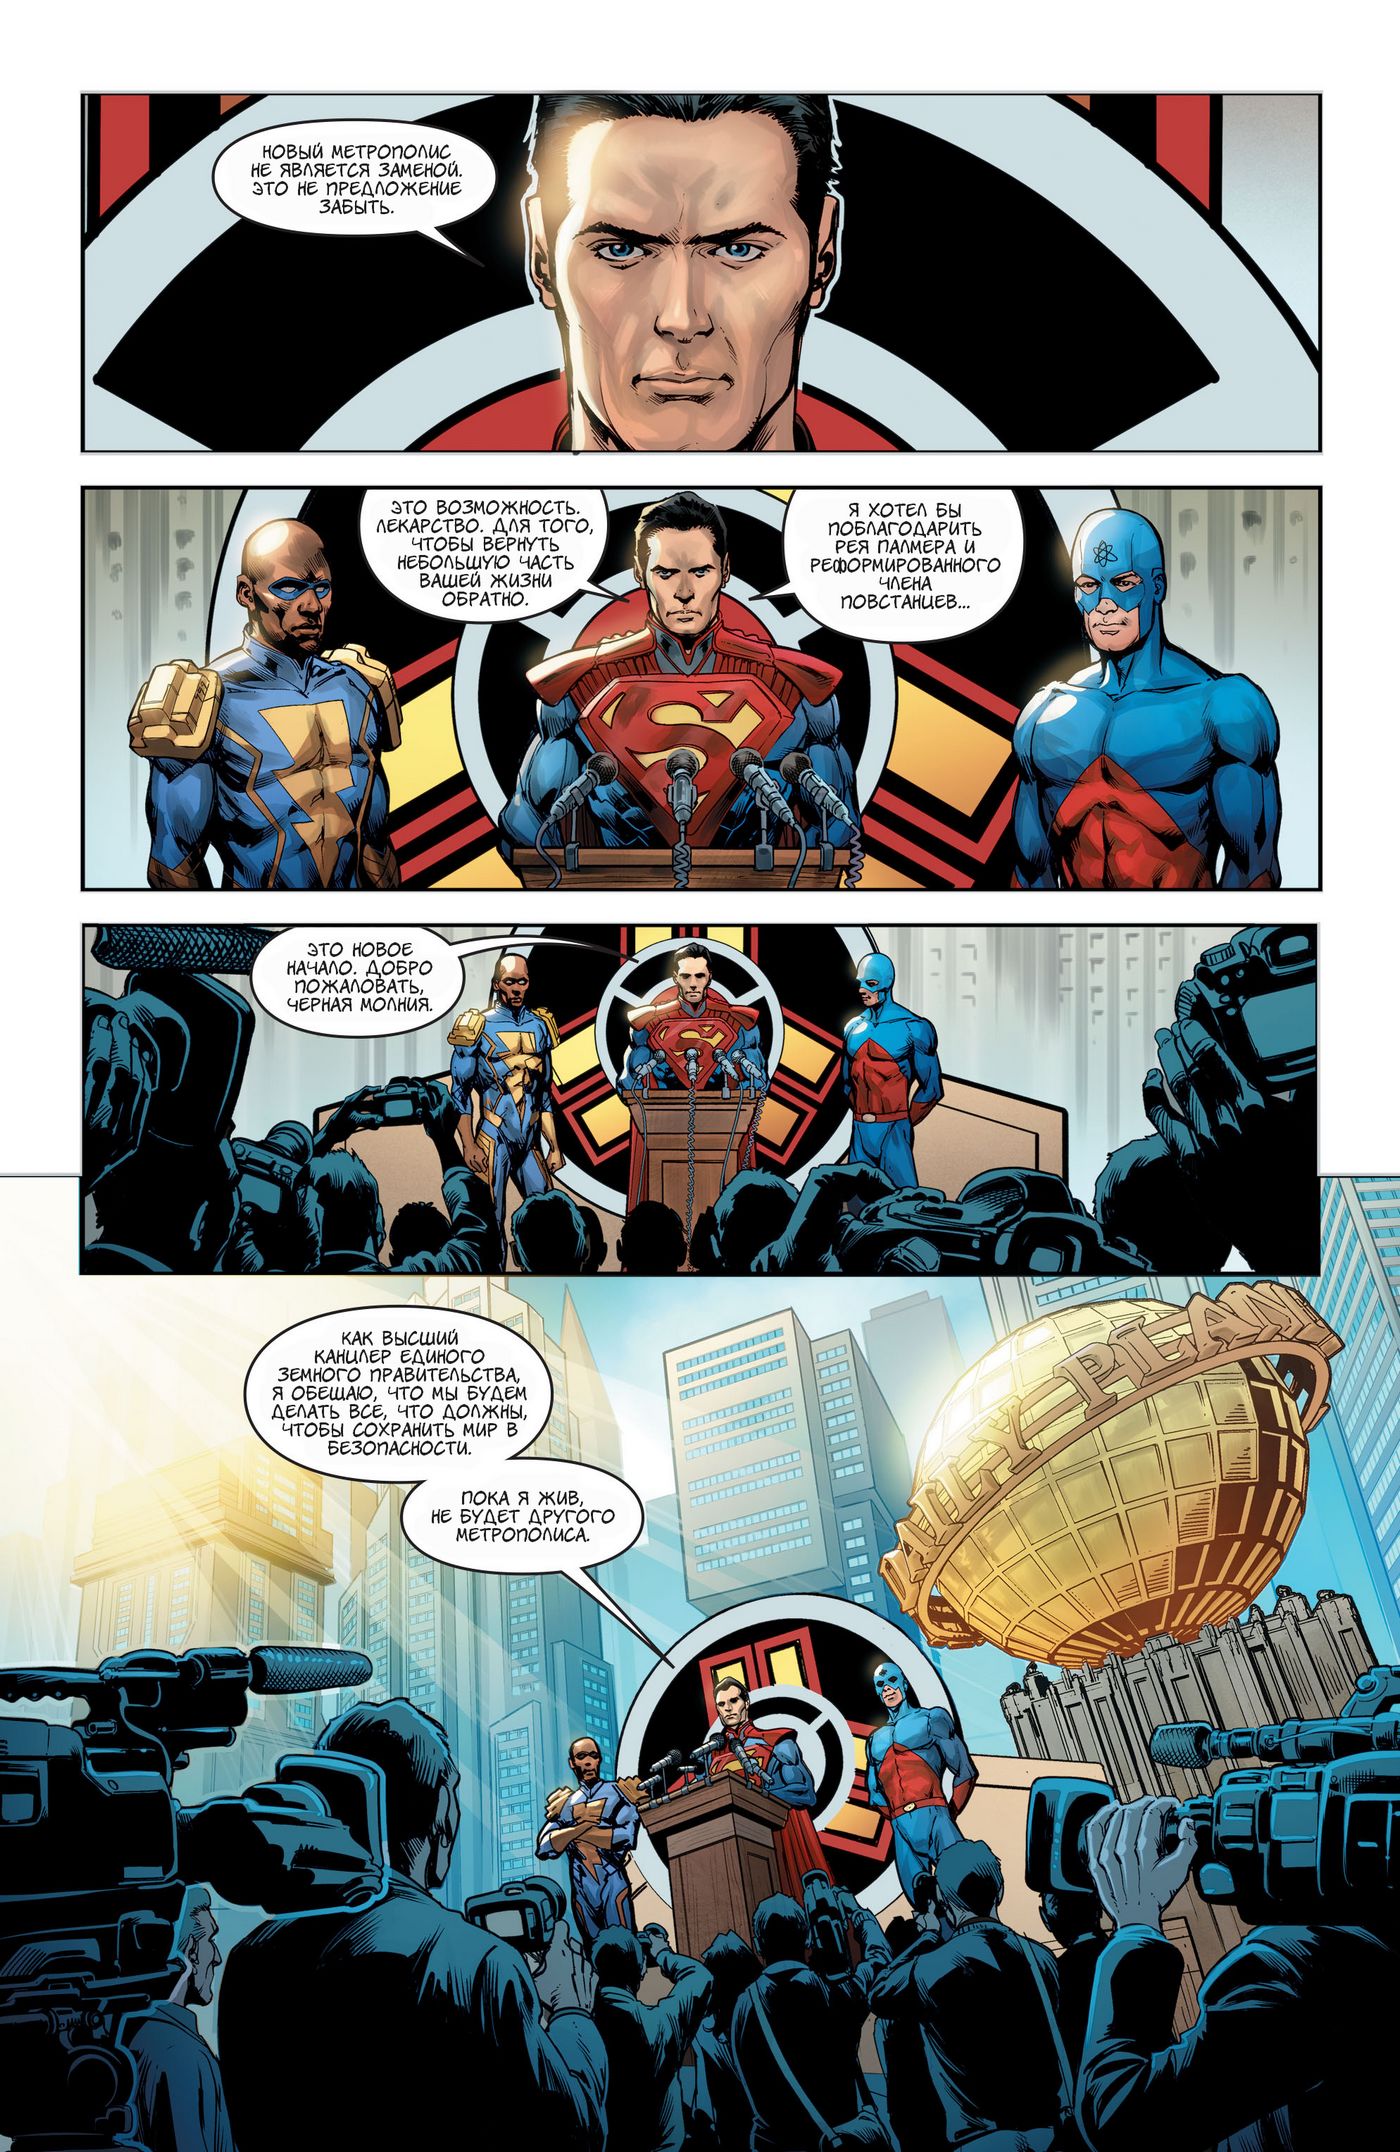 НОВЫЙ МЕТРОПОЛИС
НЕ ЯВЛЯЕТСЯ ЗАМЕНОЙ.
ЭТО НЕ ПРЕДЛОЖЕНИЕ
ЗАБЫТЬ.
ЭТО ВОЗМОЖНОСТЬ.
ЛЕКАРСТВО. ДЛЯ ТОГО,
ЧТОБЫ ВЕРНУТЬ
НЕБОЛЬШУЮ ЧАСТЬ
ВАШЕЙ ЖИЗНИ
ОБРАТНО.
Я ХОТЕЛ БЫ
ПОБЛАГОДАРИТЬ
РЕЯ ПАЛМЕРА И
РЕФОРМИРОВАННОГО
ЧЛЕНА
ПОВСТАНЦЕВ...
ЭТО НОВОЕ
НАЧАЛО. ДОБРО
ПОЖАЛОВАТЬ,
ЧЕРНАЯ МОЛНИЯ.
КАК ВЫСШИЙ
КАНЦЛЕР ЕДИНОГО
ЗЕМНОГО ПРАВИТЕЛЬСТВА,
Я ОБЕЩАЮ, ЧТО МЫ БУДЕМ
ДЕЛАТЬ ВСЕ, ЧТО ДОЛЖНЫ,
ЧТОБЫ СОХРАНИТЬ МИР В
БЕЗОПАСНОСТИ.
ПОКА Я ЖИВ,
НЕ БУДЕТ ДРУГОГО
МЕТРОПОЛИСА.
DAILY PLAN